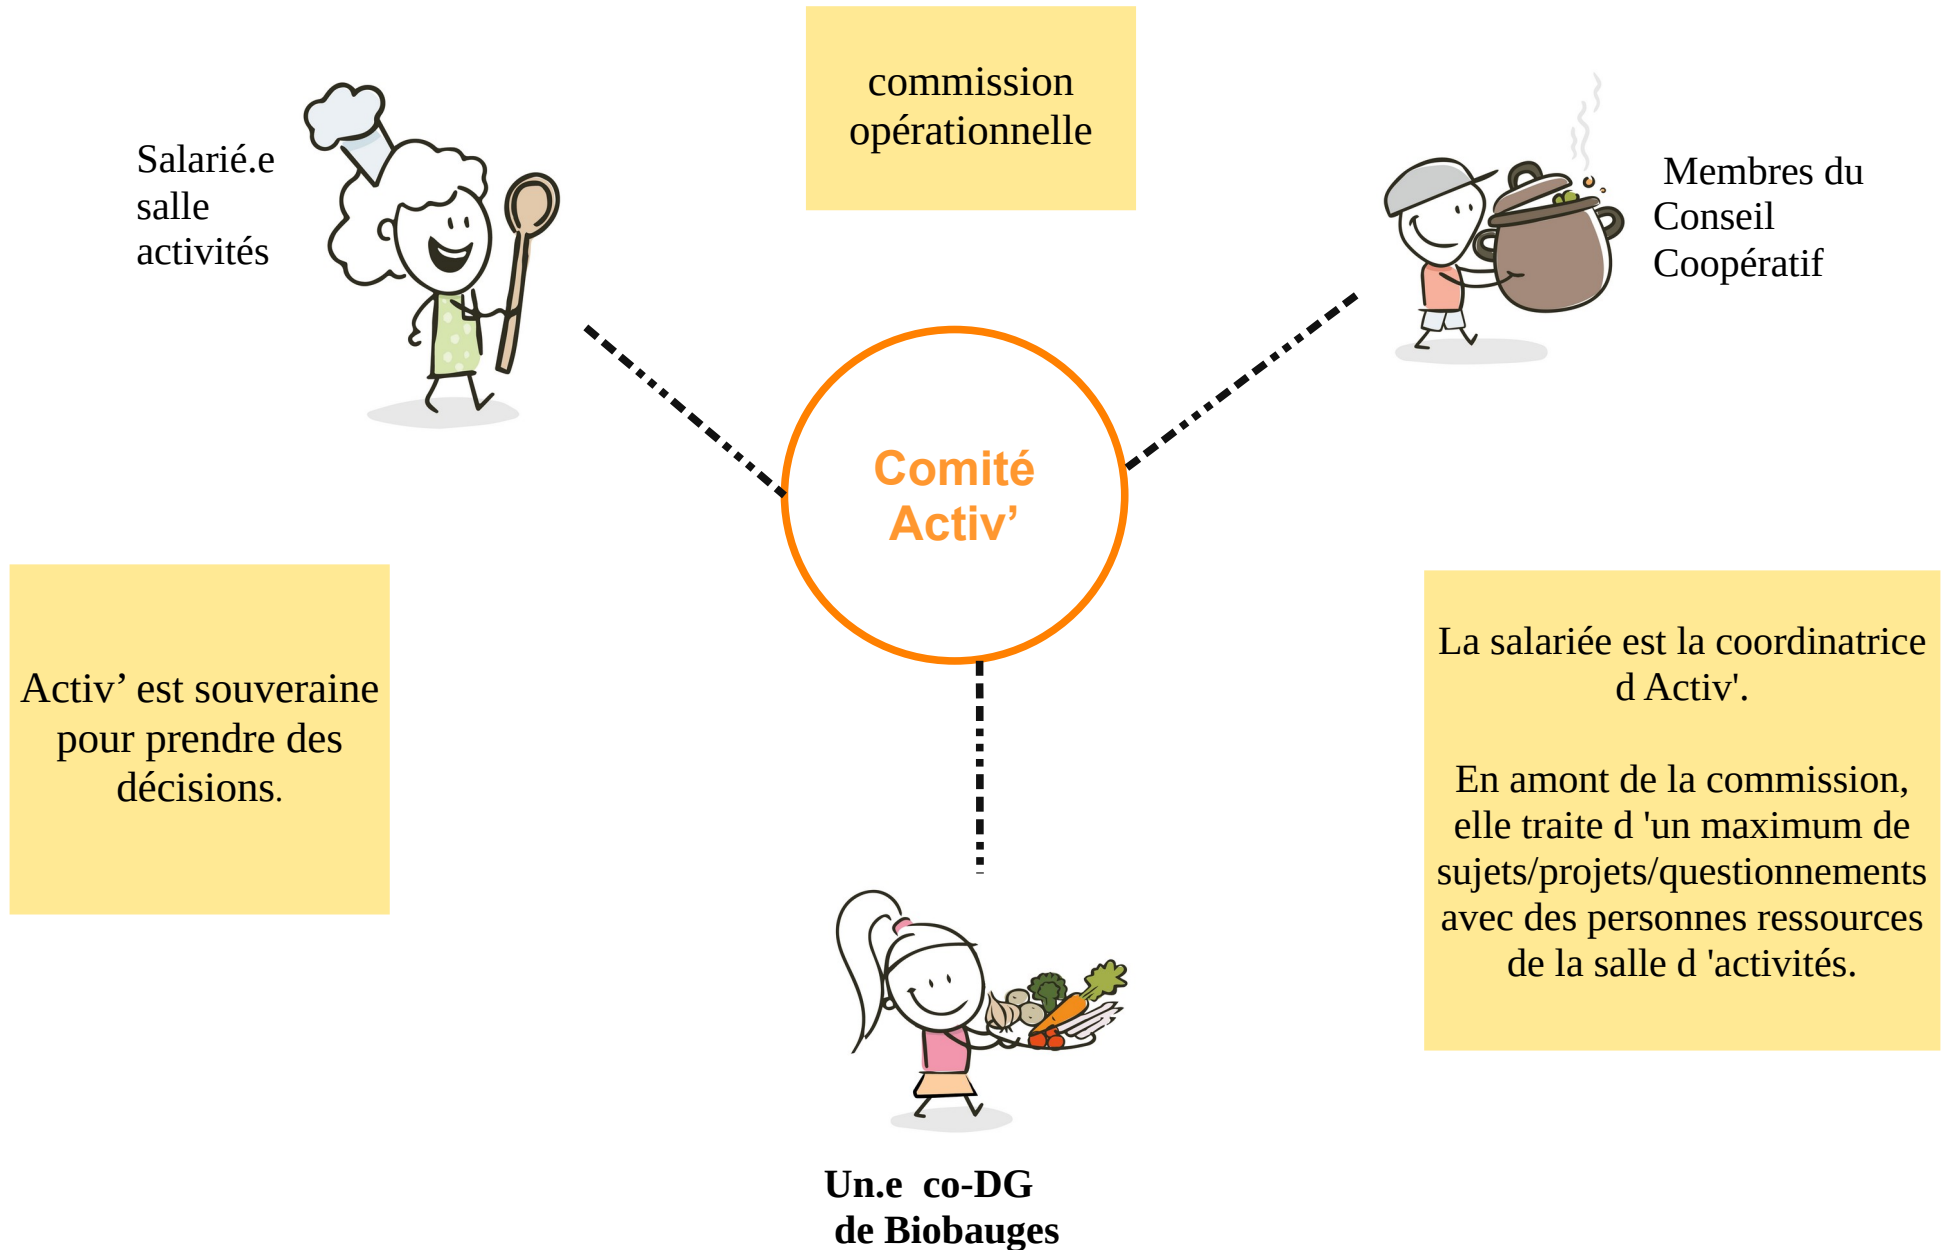 commission
opérationnelle
Salarié.e
salle
activités
Membres du
Conseil
Coopératif
Comité
Activ’
Activ’ est souveraine
pour prendre des
décisions.
La salariée est la coordinatrice
d Activ'.
En amont de la commission,
elle traite d 'un maximum de
sujets/projets/questionnements
avec des personnes ressources
de la salle d 'activités.
Un.e  co-DG
de Biobauges